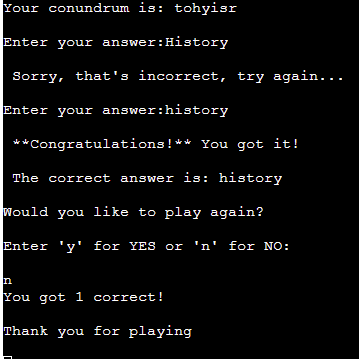 Your conundrum is: tohyisr
Enter your answer:History
Sorry, that's incorrect, try again...
Enter your answer:history
**Congratulations!** You got it!
The correct answer is: history
Would you like to play again?
Enter 'y' for YES or 'n' for NO:
n
You got 1 correct!
Thank you for playing